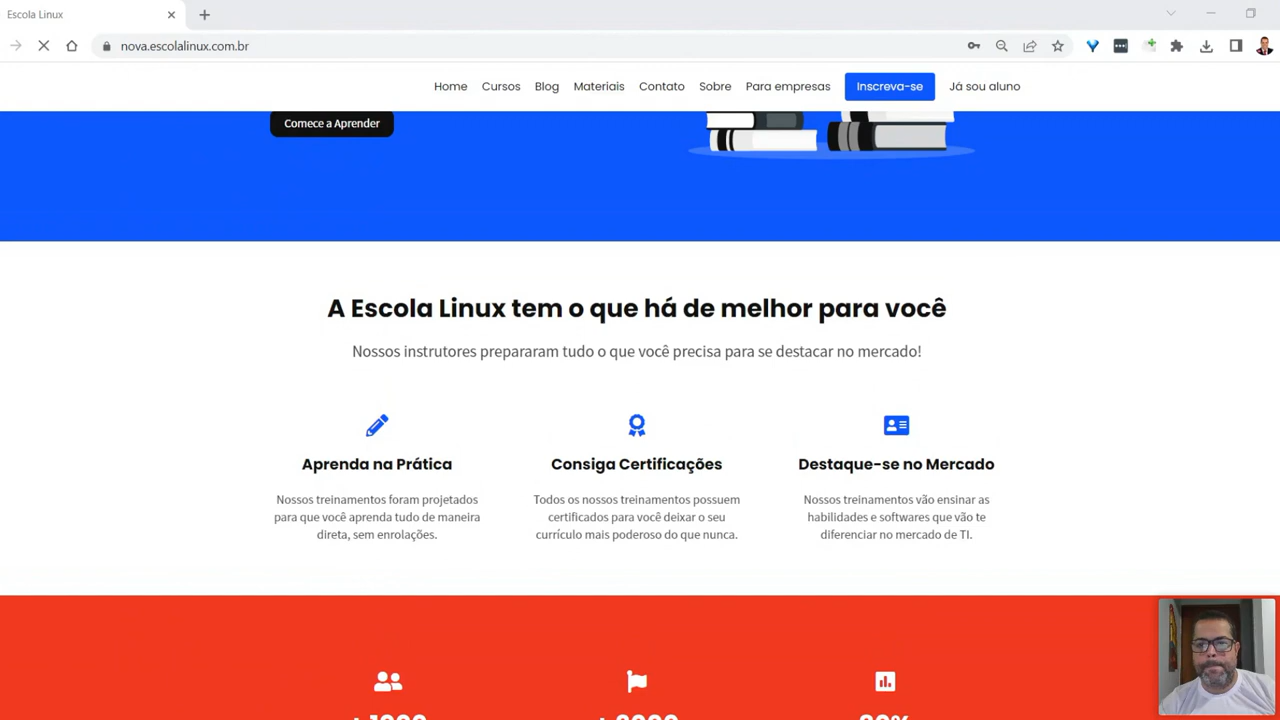 Escola Linux
nova.escolalinux.com.br
Home Cursos Blog Materiais Contato Sobre Para empresas Inscreva-se Já sou aluno
Comece a Aprender
A Escola Linux tem o que há de melhor para você
Nossos instrutores prepararam tudo o que você precisa para se destacar no mercado!
Aprenda na Prática
Nossos treinamentos foram projetados
para que você aprenda tudo de maneira
direta, sem enrolações.
Consiga Certificações
Todos os nossos treinamentos possuem
certificados para você deixar o seu
currículo mais poderoso do que nunca.
Destaque-se no Mercado
Nossos treinamentos vão ensinar as
habilidades e softwares que vão te
diferenciar no mercado de TI.